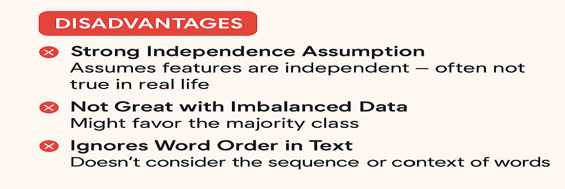 DISADVANTAGES
Strong Independence Assumption
Assumes features are independent — often not
true in real life
Not Great with Imbalanced Data
Might favor the majority class
Ignores Word Order in Text
Doesn't consider the sequence or context of words